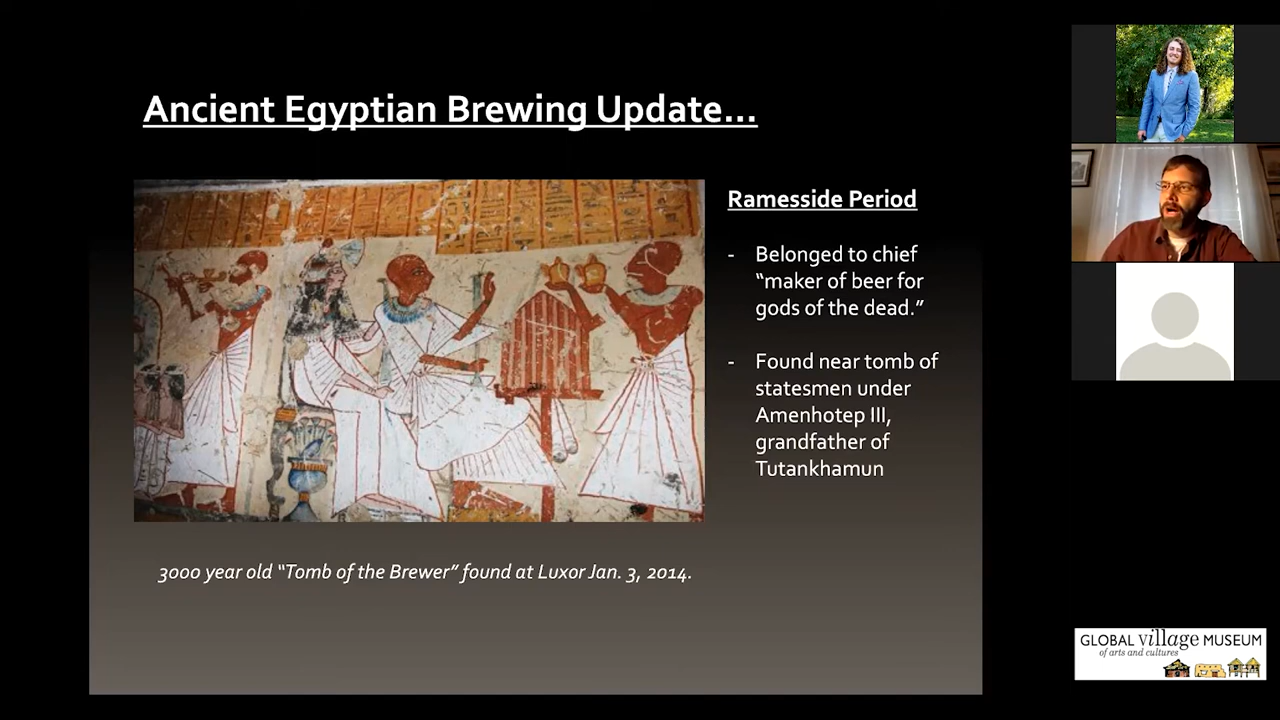 Ancient Egyptian Brewing Update...
Ramesside Period
- Belonged to chief
“maker of beer for
gods of the dead.”
- Found near tomb of
statesmen under
Amenhotep III,
grandfather of
Tutankhamun
3000 year old “Tomb of the Brewer” found at Luxor Jan. 3, 2014.
GLOBAL village MUSEUM
of arts and cultures